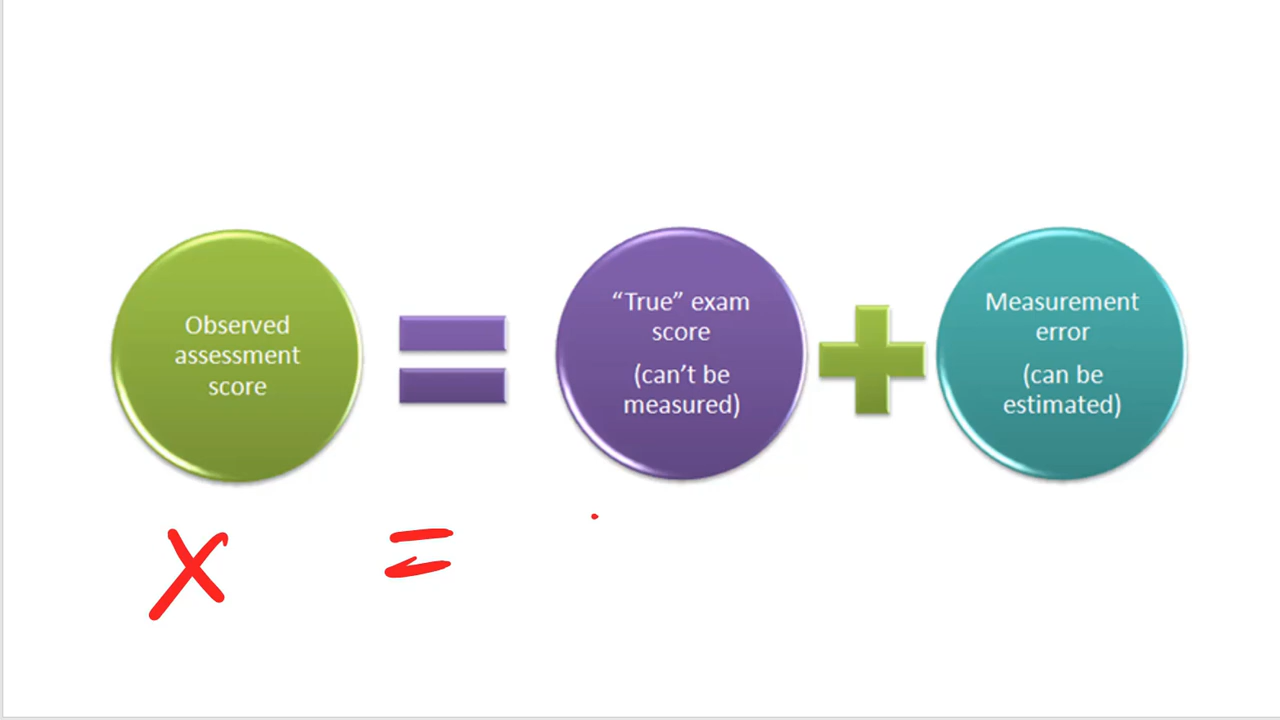 Observed
assessment
score
=
“True” exam
score
(can’t be
measured)
+
Measurement
error
(can be
estimated)
X =